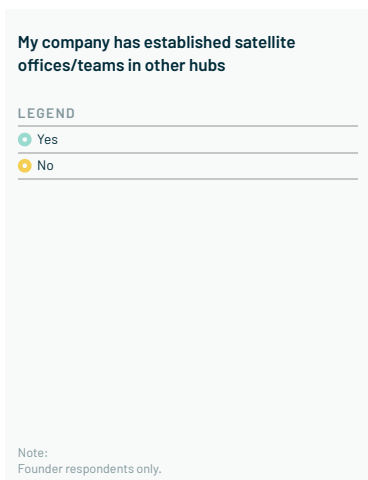 My company has established satellite
offices/teams in other hubs
LEGEND
Yes
No
Note:
Founder respondents only.